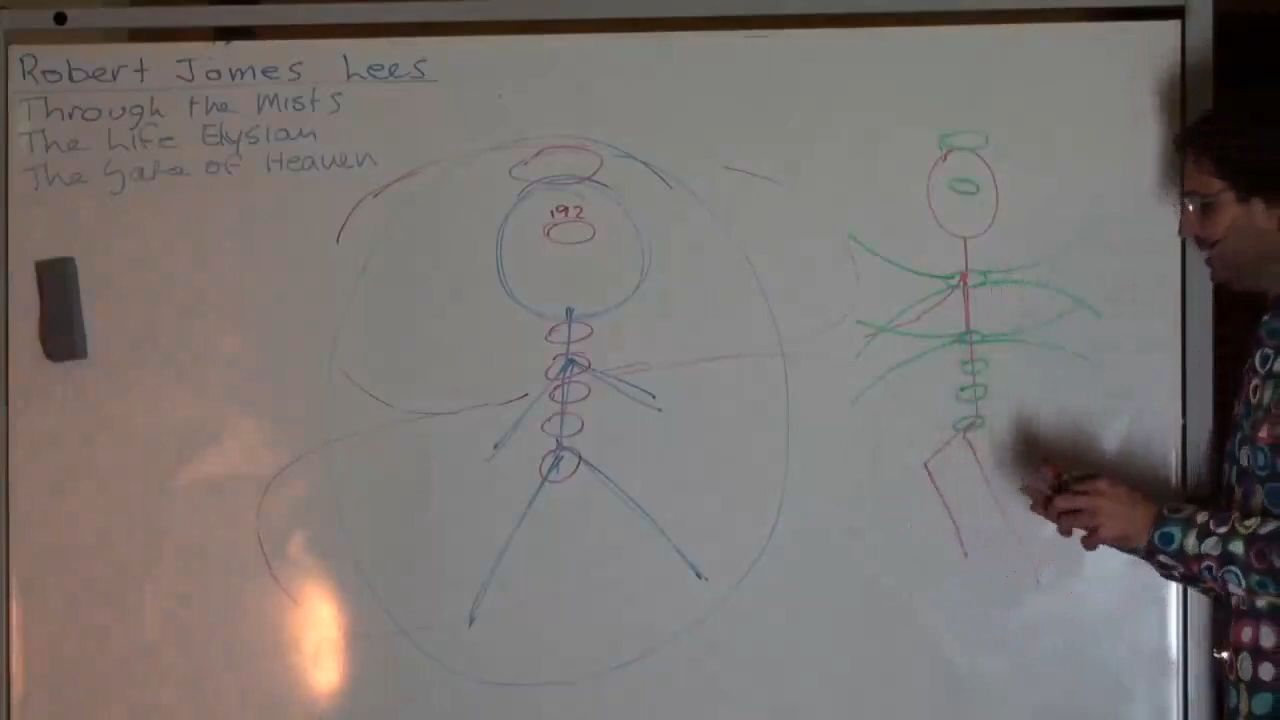 Robert James Lees
Through the Mists
The Life Elysian
The Gate of Heaven
192